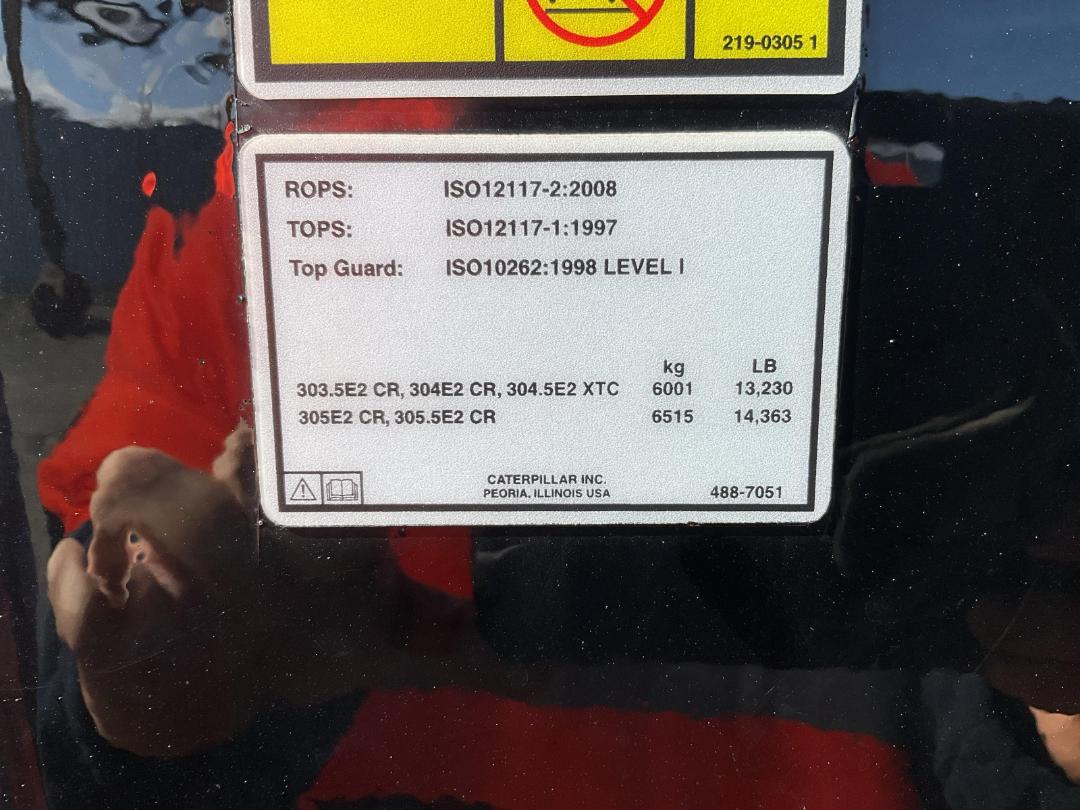 219-0305 1
ROPS: ISO12117-2:2008
TOPS: ISO12117-1:1997
Top Guard: ISO10262:1998 LEVEL I
kg LB
303.5E2 CR, 304E2 CR, 304.5E2 XTC 6001 13,230
305E2 CR, 305.5E2 CR 6515 14,363
CATERPILLAR INC.
PEORIA, ILLINOIS USA
488-7051